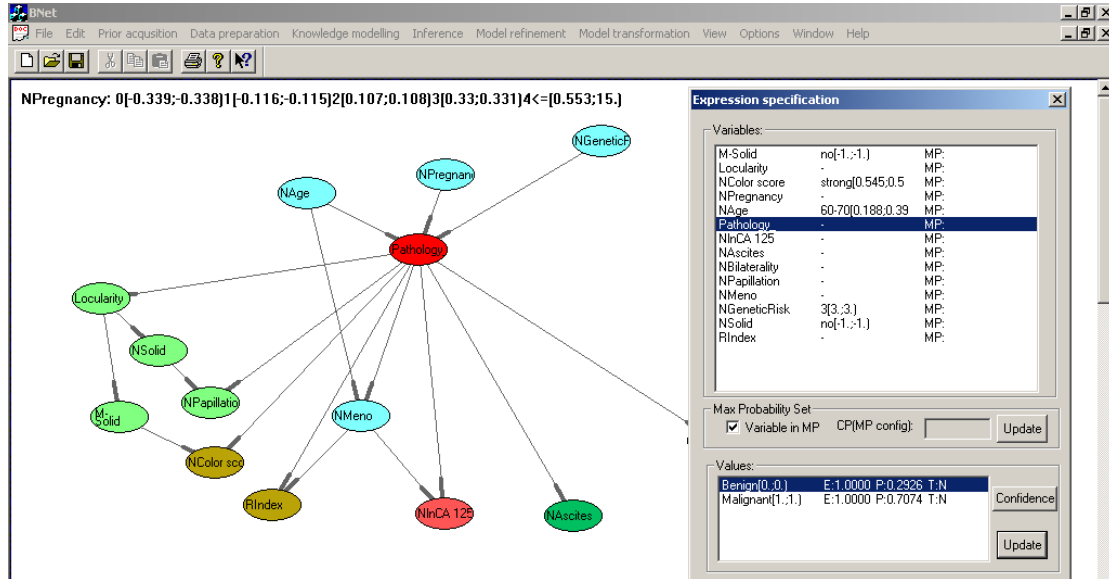 BNet
File Edit Prior acqusition Data preparation Knowledge modelling Inference Model refinement Model transformation View Options Window Help
NPregnancy: 0[-0.339;-0.338)1[-0.116;-0.115)2[0.107;0.108)3[0.33;0.331)4<=[0.553;15.)
Expression specification
Variables:
M-Solid no[-1.;-1.) MP:
Locularity - MP:
NColor score strong[0.545;0.5 MP:
NPregnancy - MP:
NAge 60-70[0.188;0.39 MP:
Pathology - MP:
NInCA 125 - MP:
NAscites - MP:
NBilaterality - MP:
NPapillation - MP:
NMeno - MP:
NGeneticRisk 3[3.;3.) MP:
NSolid no[-1.;-1.) MP:
RIndex - MP:
Max Probability Set
Variable in MP CP(MP config): Update
Values:
Benign[0.;0.) E:1.0000 P:0.2926 T:N
Malignant[1.;1.) E:1.0000 P:0.7074 T:N
Confidence
Update
NGeneticF
NPregnan
NAge
Pathology
Locularity
NSolid
NPapillatio
M-
Solid
NMeno
NColor sco
RIndex
NInCA 125
NAscites